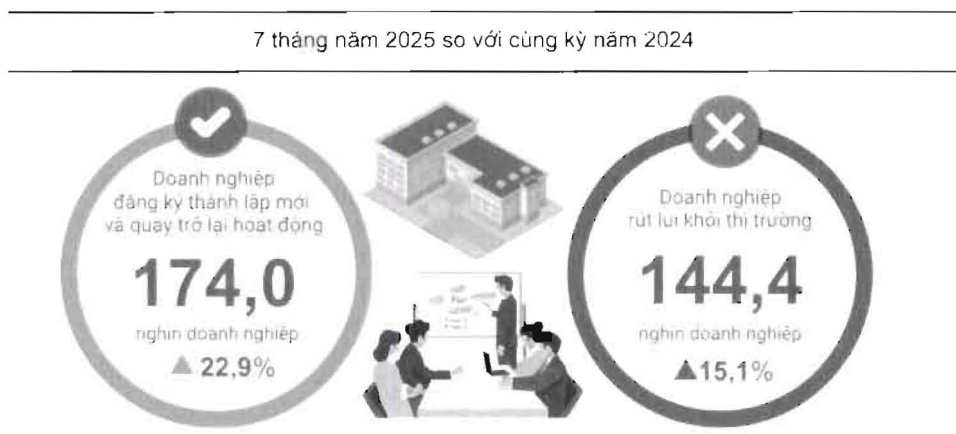 7 tháng năm 2025 so với cùng kỳ năm 2024
Doanh nghiệp
đăng ký thành lập mới
và quay trở lại hoạt động
174,0
nghìn doanh nghiệp
▲ 22,9%
Doanh nghiệp
rút lui khỏi thị trường
144,4
nghìn doanh nghiệp
▲15,1%